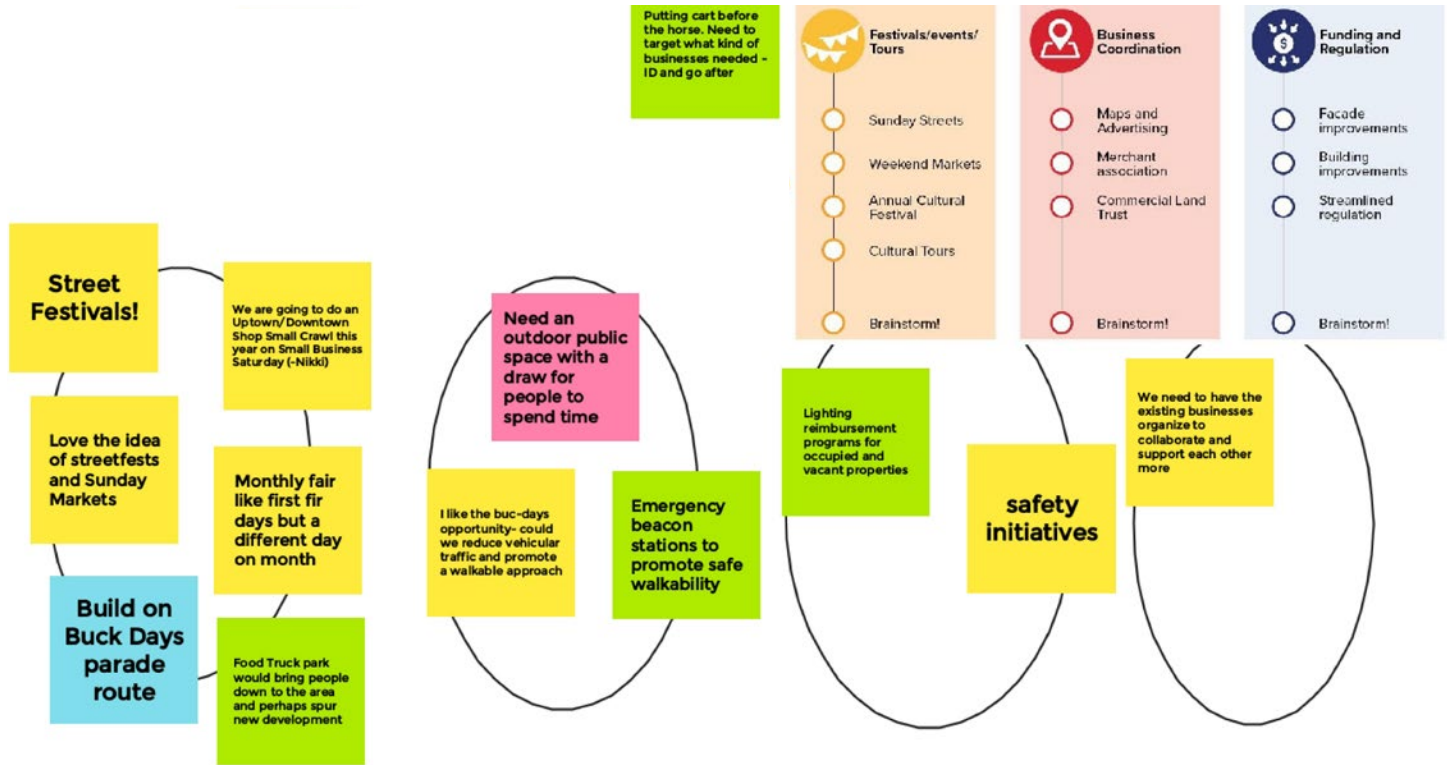 Putting cart before
the horse. Need to
target what kind of
businesses needed -
ID and go after
Festivals/events/
Tours
Sunday Streets
Weekend Markets
Annual Cultural
Festival
Cultural Tours
Brainstorm!
Business
Coordination
Maps and
Advertising
Merchant
association
Commercial Land
Trust
Brainstorm!
Funding and
Regulation
$
Facade
improvements
Building
improvements
Streamlined
regulation
Brainstorm!
Street
Festivals!
We are going to do an
Uptown/Downtown
Shop Small Crawl this
year on Small Business
Saturday (-Nikki)
Love the idea
of streetfests
and Sunday
Markets
Monthly fair
like first fir
days but a
different day
on month
Build on
Buck Days
parade
route
Food Truck park
would bring people
down to the area
and perhaps spur
new development
Need an
outdoor public
space with a
draw for
people to
spend time
I like the buc-days
opportunity- could
we reduce vehicular
traffic and promote
a walkable approach
Emergency
beacon
stations to
promote safe
walkability
Lighting
reimbursement
programs for
occupied and
vacant properties
safety
initiatives
We need to have the
existing businesses
organize to
collaborate and
support each other
more